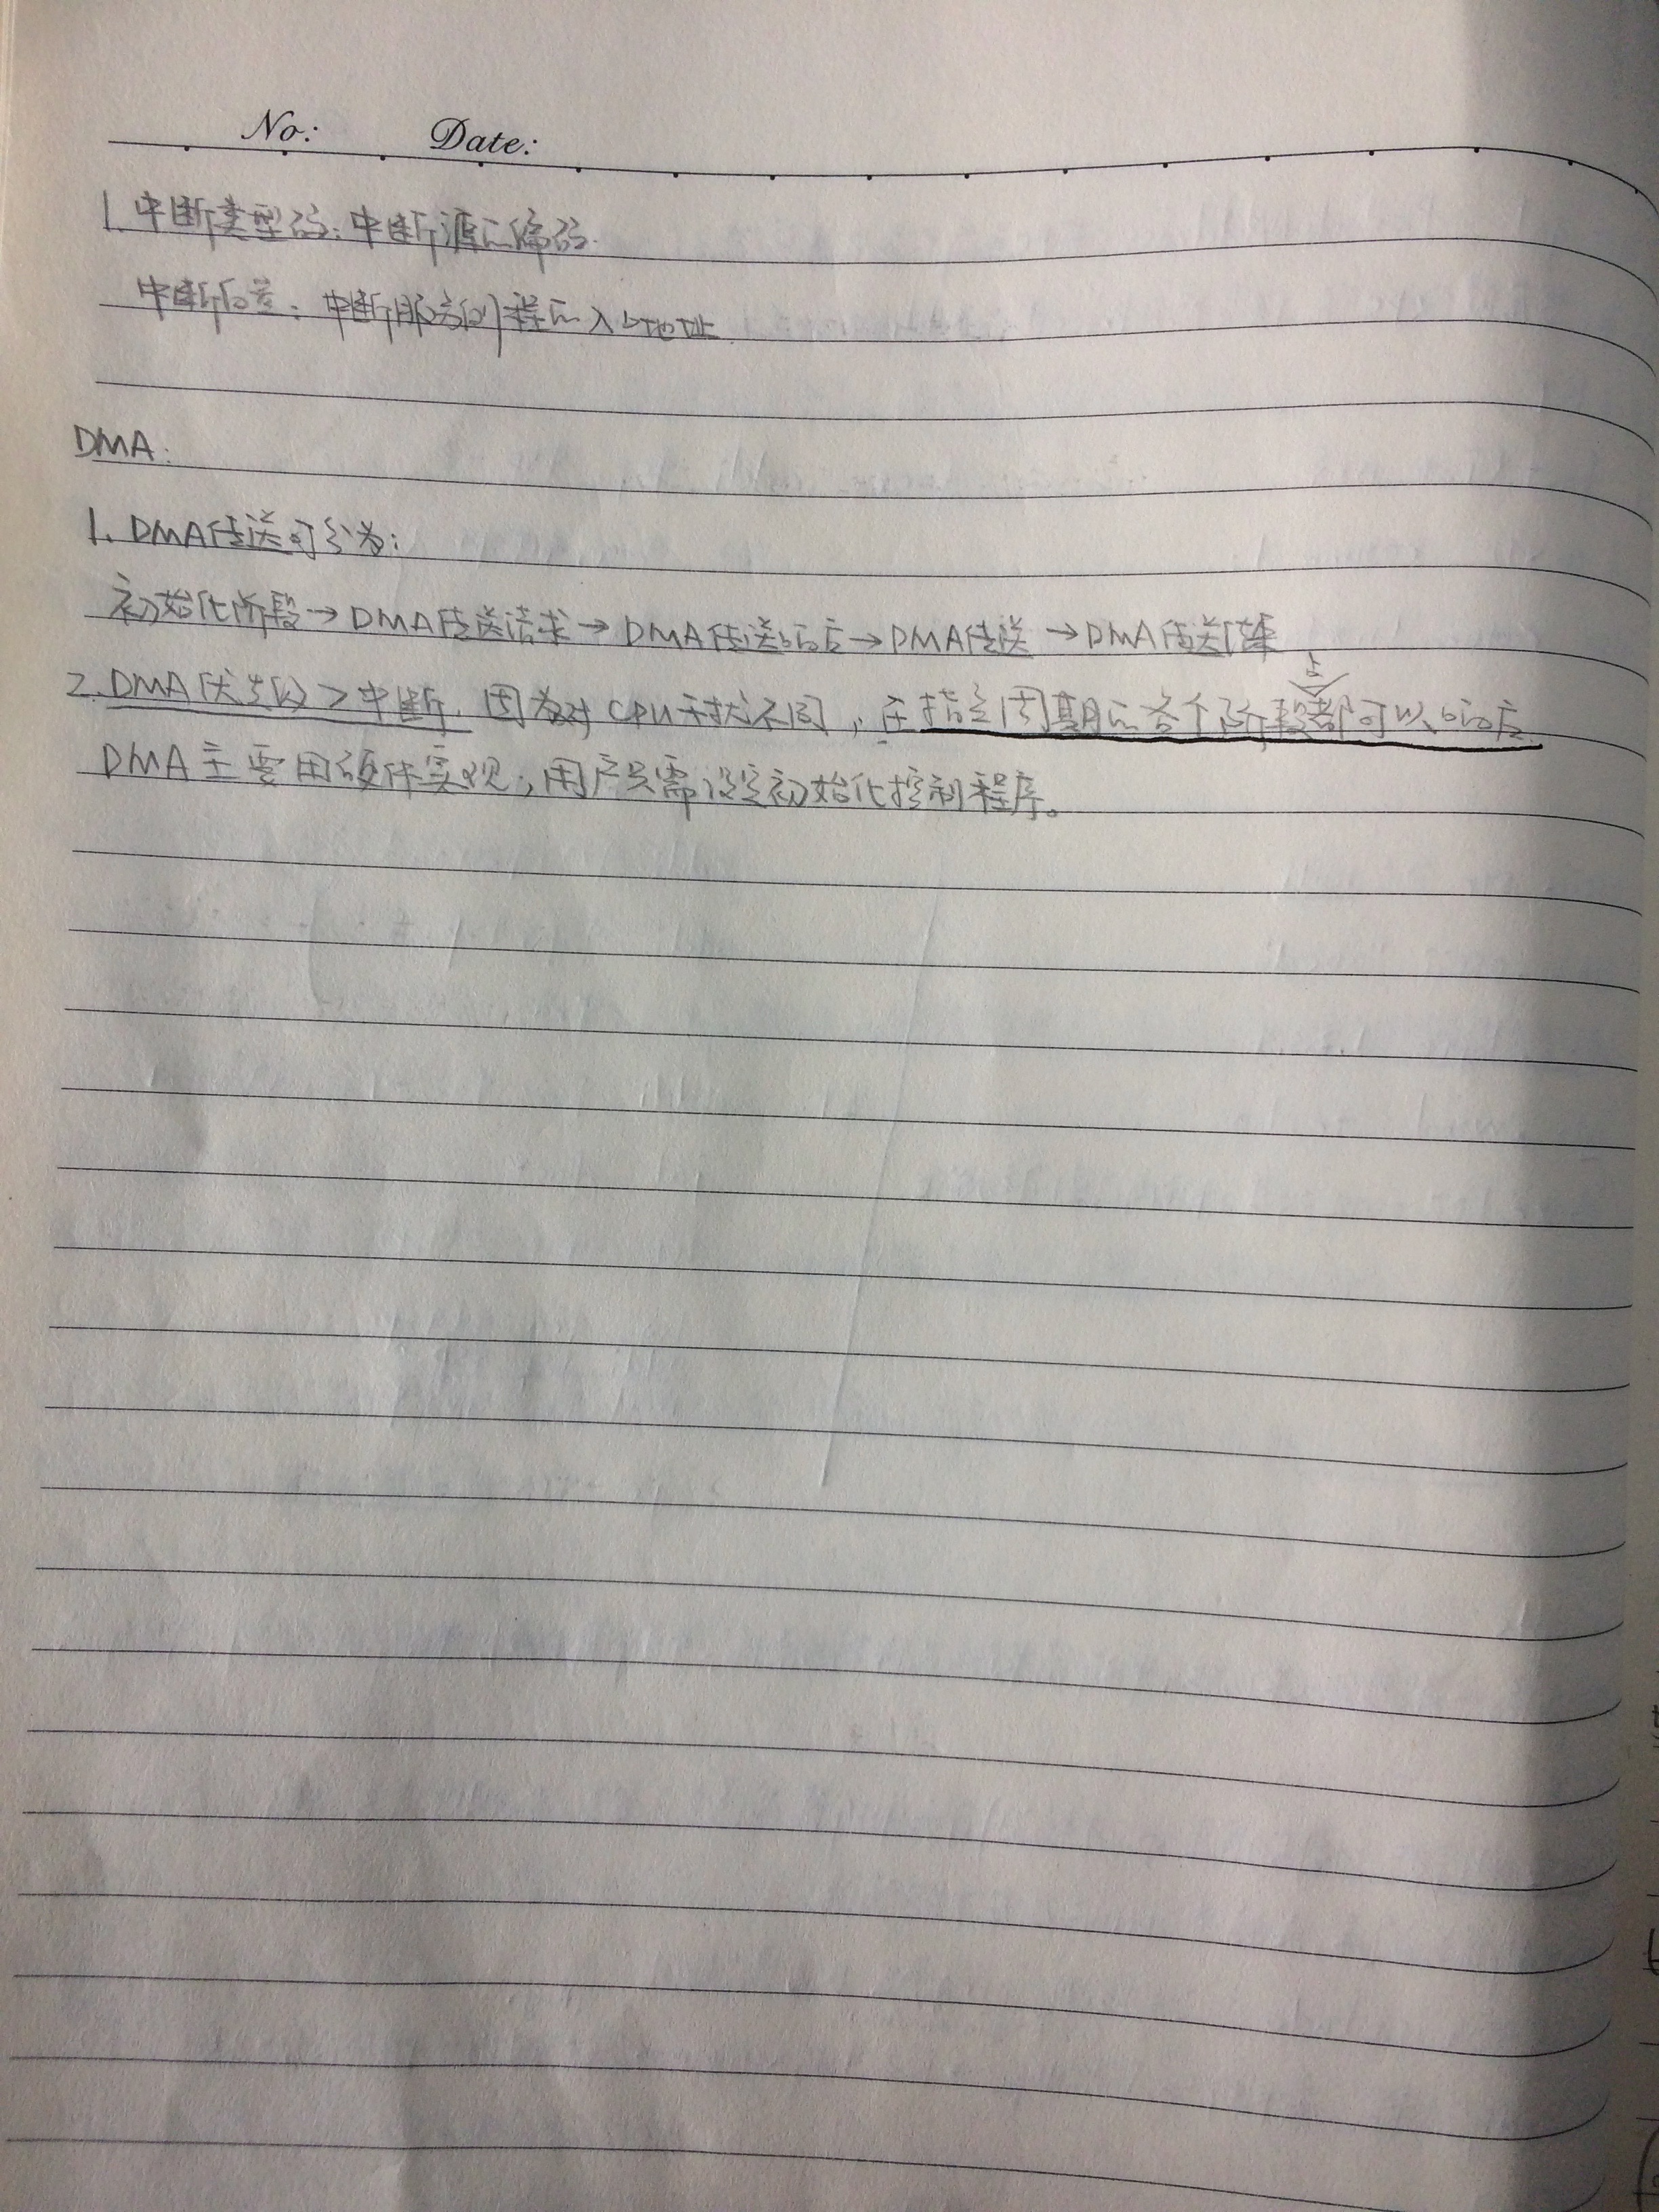 No: Date:
1. 中断类型码：中断源的编码.
中断向量：中断服务例程的入口地址.
DMA:
1. DMA传送可分为：
初始化阶段→DMA传送请求→DMA传送响应→DMA传送→DMA传送结束
点
2. DMA优先级>中断，因为对CPU干扰不同，在指令周期的各个阶段都可以响应.
DMA主要用硬件实现，用户只需设定初始化控制程序。